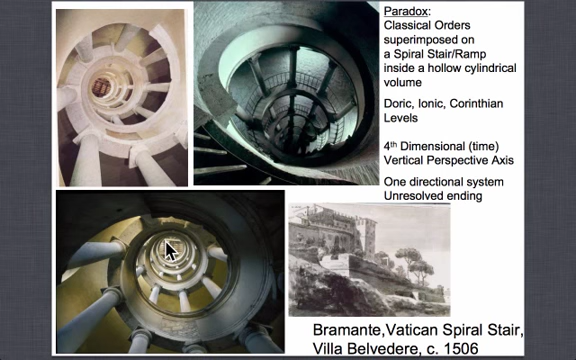 Paradox:
Classical Orders
superimposed on
a Spiral Stair/Ramp
inside a hollow cylindrical
volume
Doric, Ionic, Corinthian
Levels
4th Dimensional (time)
Vertical Perspective Axis
One directional system
Unresolved ending
Bramante,Vatican Spiral Stair,
Villa Belvedere, c. 1506